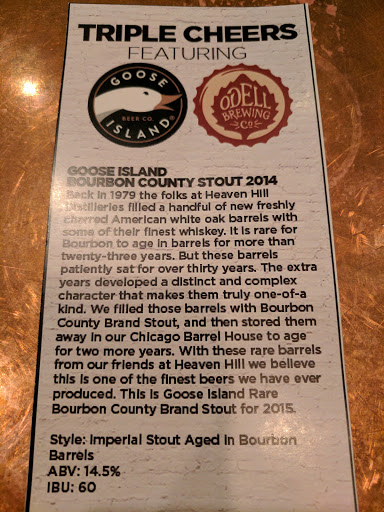 TRIPLE CHEERS
FEATURING
GOOSE
BEER CO.
ISLAND
ODELL
BREWING
CO
GOOSE ISLAND
BOURBON COUNTY STOUT 2014
Back in 1979 the folks at Heaven Hill
Distilleries filled a handful of new freshly
charred American white oak barrels with
some of their finest whiskey. It is rare for
Bourbon to age in barrels for more than
twenty-three years. But these barrels
patiently sat for over thirty years. The extra
years developed a distinct and complex
character that makes them truly one-of-a
kind. We filled those barrels with Bourbon
County Brand Stout, and then stored them
away in our Chicago Barrel House to age
for two more years. With these rare barrels
from our friends at Heaven Hill we believe
this is one of the finest beers we have ever
produced. This is Goose Island Rare
Bourbon County Brand Stout for 2015.
Style: Imperial Stout Aged in Bourbon
Barrels
ABV: 14.5%
IBU: 60